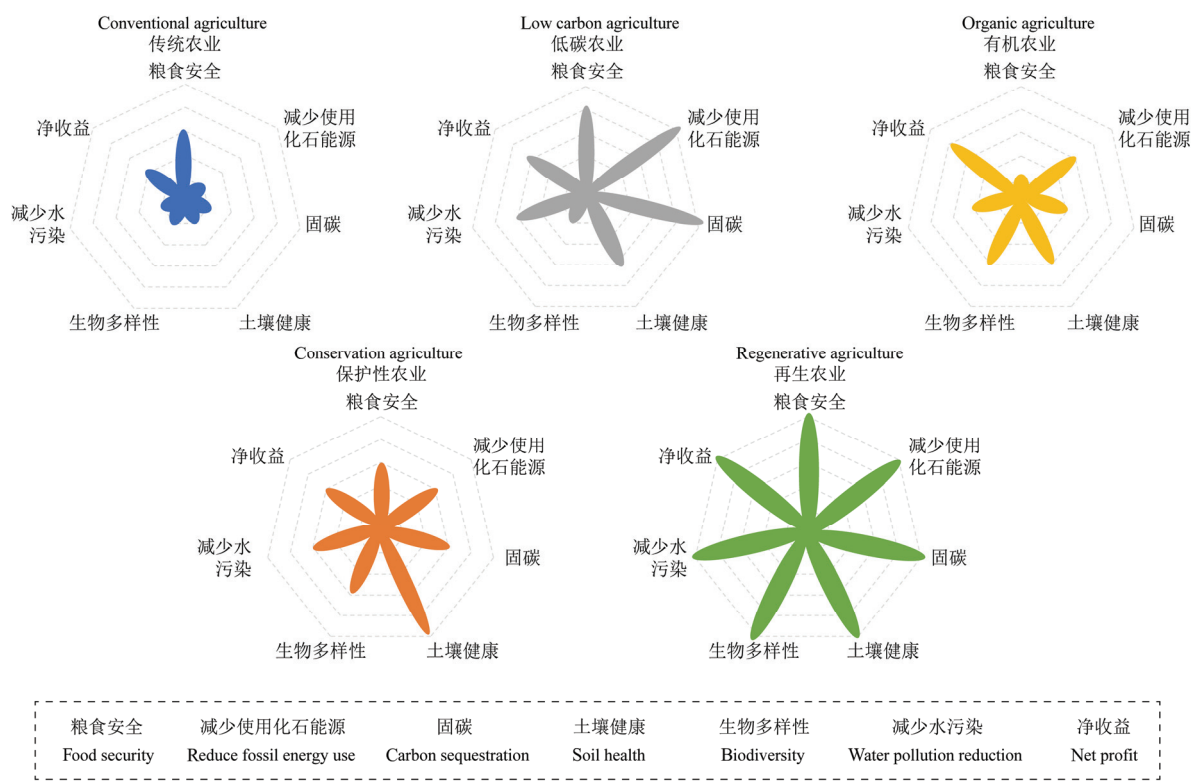 Conventional agriculture
传统农业
粮食安全
减少使用
化石能源
固碳
土壤健康
生物多样性
减少水
污染
净收益
Low carbon agriculture
低碳农业
粮食安全
减少使用
化石能源
固碳
土壤健康
生物多样性
减少水
污染
净收益
Organic agriculture
有机农业
粮食安全
减少使用
化石能源
固碳
土壤健康
生物多样性
减少水
污染
净收益
Conservation agriculture
保护性农业
粮食安全
减少使用
化石能源
固碳
土壤健康
生物多样性
减少水
污染
净收益
Regenerative agriculture
再生农业
粮食安全
减少使用
化石能源
固碳
土壤健康
生物多样性
减少水
污染
净收益
粮食安全 减少使用化石能源 固碳 土壤健康 生物多样性 减少水污染 净收益
Food security Reduce fossil energy use Carbon sequestration Soil health Biodiversity Water pollution reduction Net profit